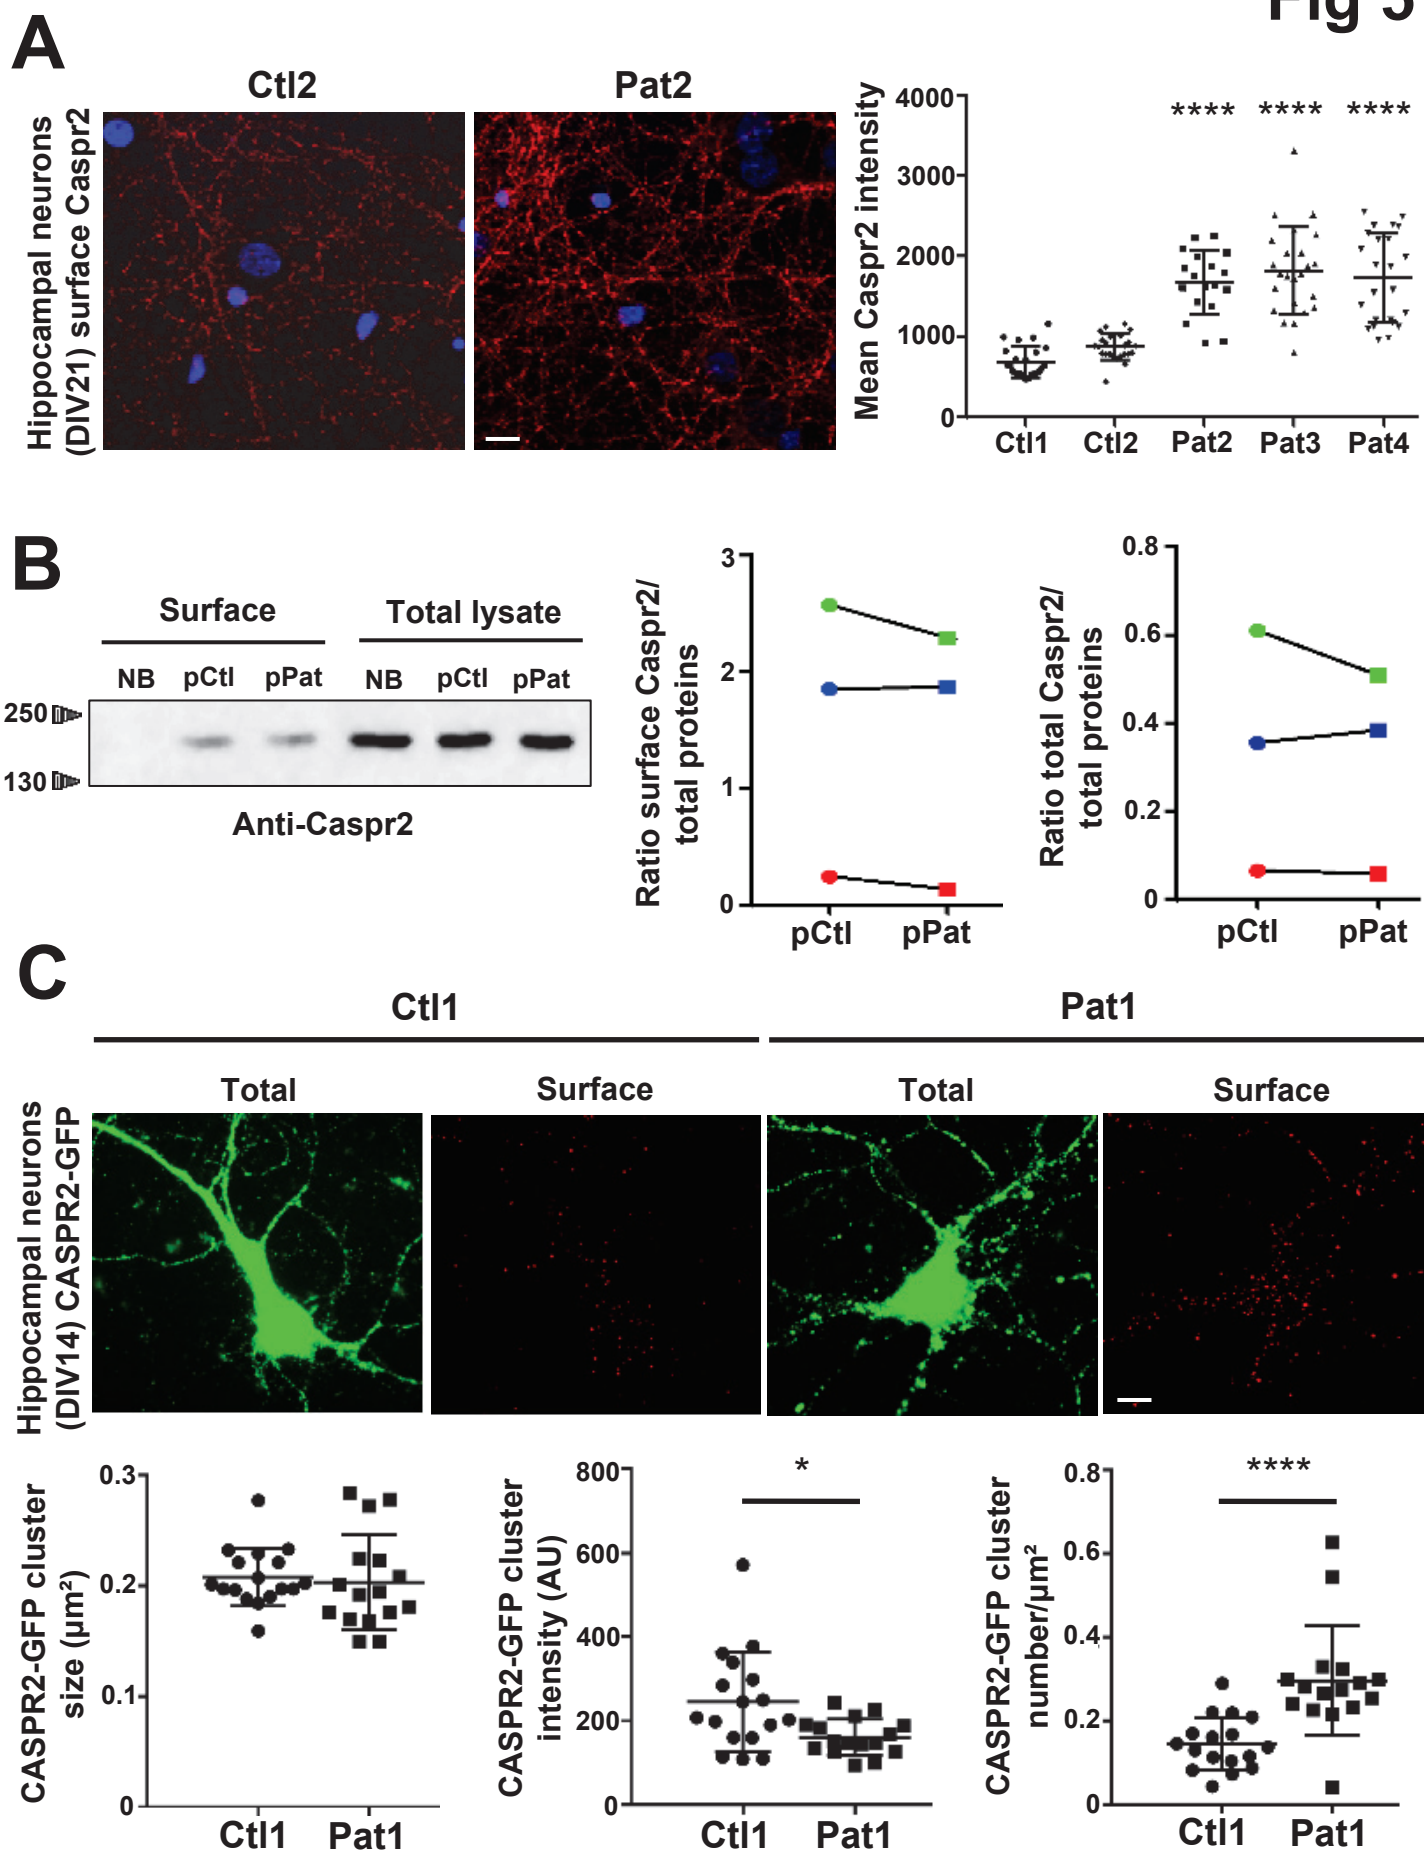 Fig 5
A
Ctl2
Pat2
Hippocampal neurons
(DIV21) surface Caspr2
Mean Caspr2 intensity
4000
3000
2000
1000
0
****
****
****
Ctl1
Ctl2
Pat2
Pat3
Pat4
B
Surface
Total lysate
NB
pCtl
pPat
NB
pCtl
pPat
250
130
Anti-Caspr2
Ratio surface Caspr2/
total proteins
3
2
1
0
pCtl
pPat
Ratio total Caspr2/
total proteins
0.8
0.6
0.4
0.2
0
pCtl
pPat
C
Ctl1
Pat1
Total
Surface
Total
Surface
Hippocampal neurons
(DIV14) CASPR2-GFP
CASPR2-GFP cluster
size (µm²)
0.3
0.2
0.1
0
Ctl1
Pat1
CASPR2-GFP cluster
intensity (AU)
800
600
400
200
0
*
Ctl1
Pat1
CASPR2-GFP cluster
number/µm²
0.8
0.6
0.4
0.2
0
****
Ctl1
Pat1